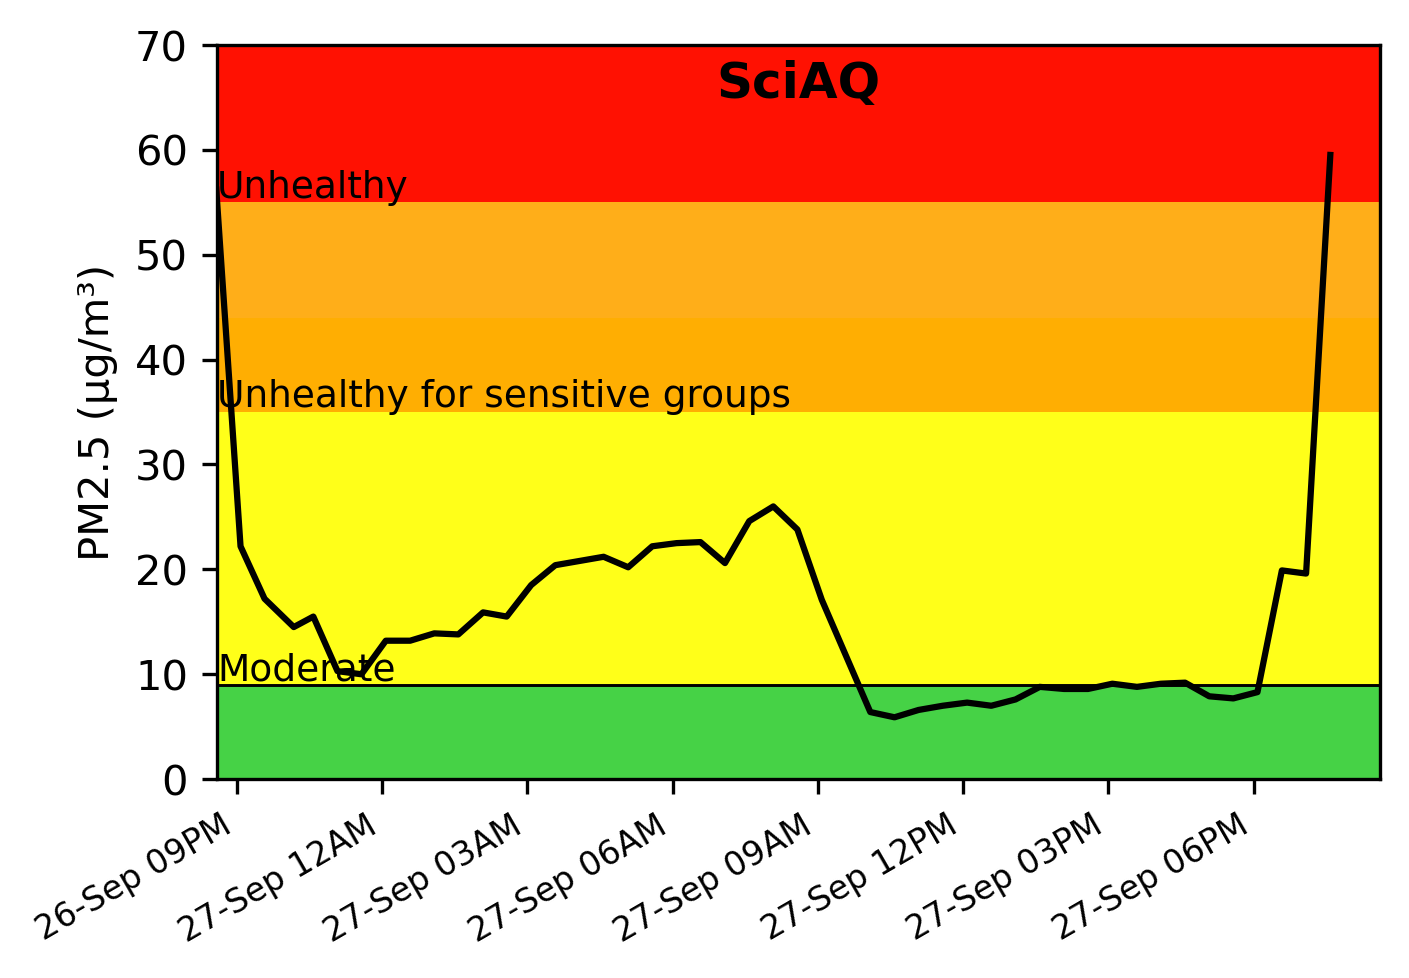 SciAQ
PM2.5 (µg/m³)
70
60
Unhealthy
50
40
Unhealthy for sensitive groups
30
20
10
Moderate
0
26-Sep 09PM
27-Sep 12AM
27-Sep 03AM
27-Sep 06AM
27-Sep 09AM
27-Sep 12PM
27-Sep 03PM
27-Sep 06PM